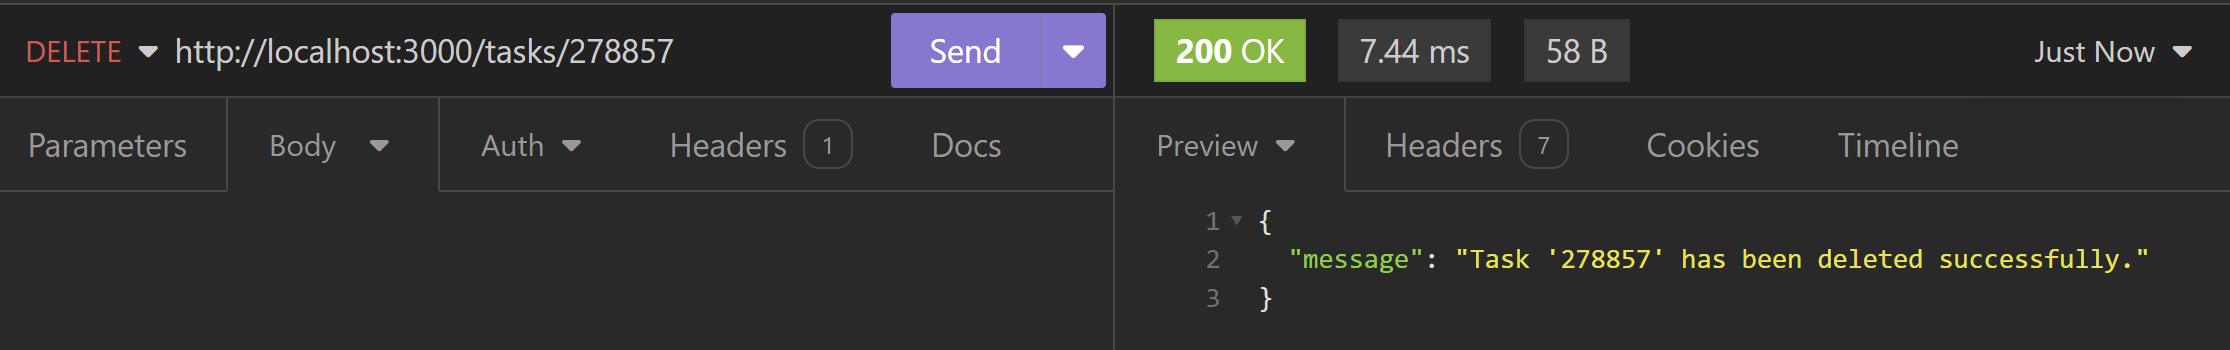 DELETE http://localhost:3000/tasks/278857 Send 200 OK 7.44 ms 58 B Just Now
Parameters Body Auth Headers 1 Docs Preview Headers 7 Cookies Timeline
1 {
2 "message": "Task '278857' has been deleted successfully."
3 }